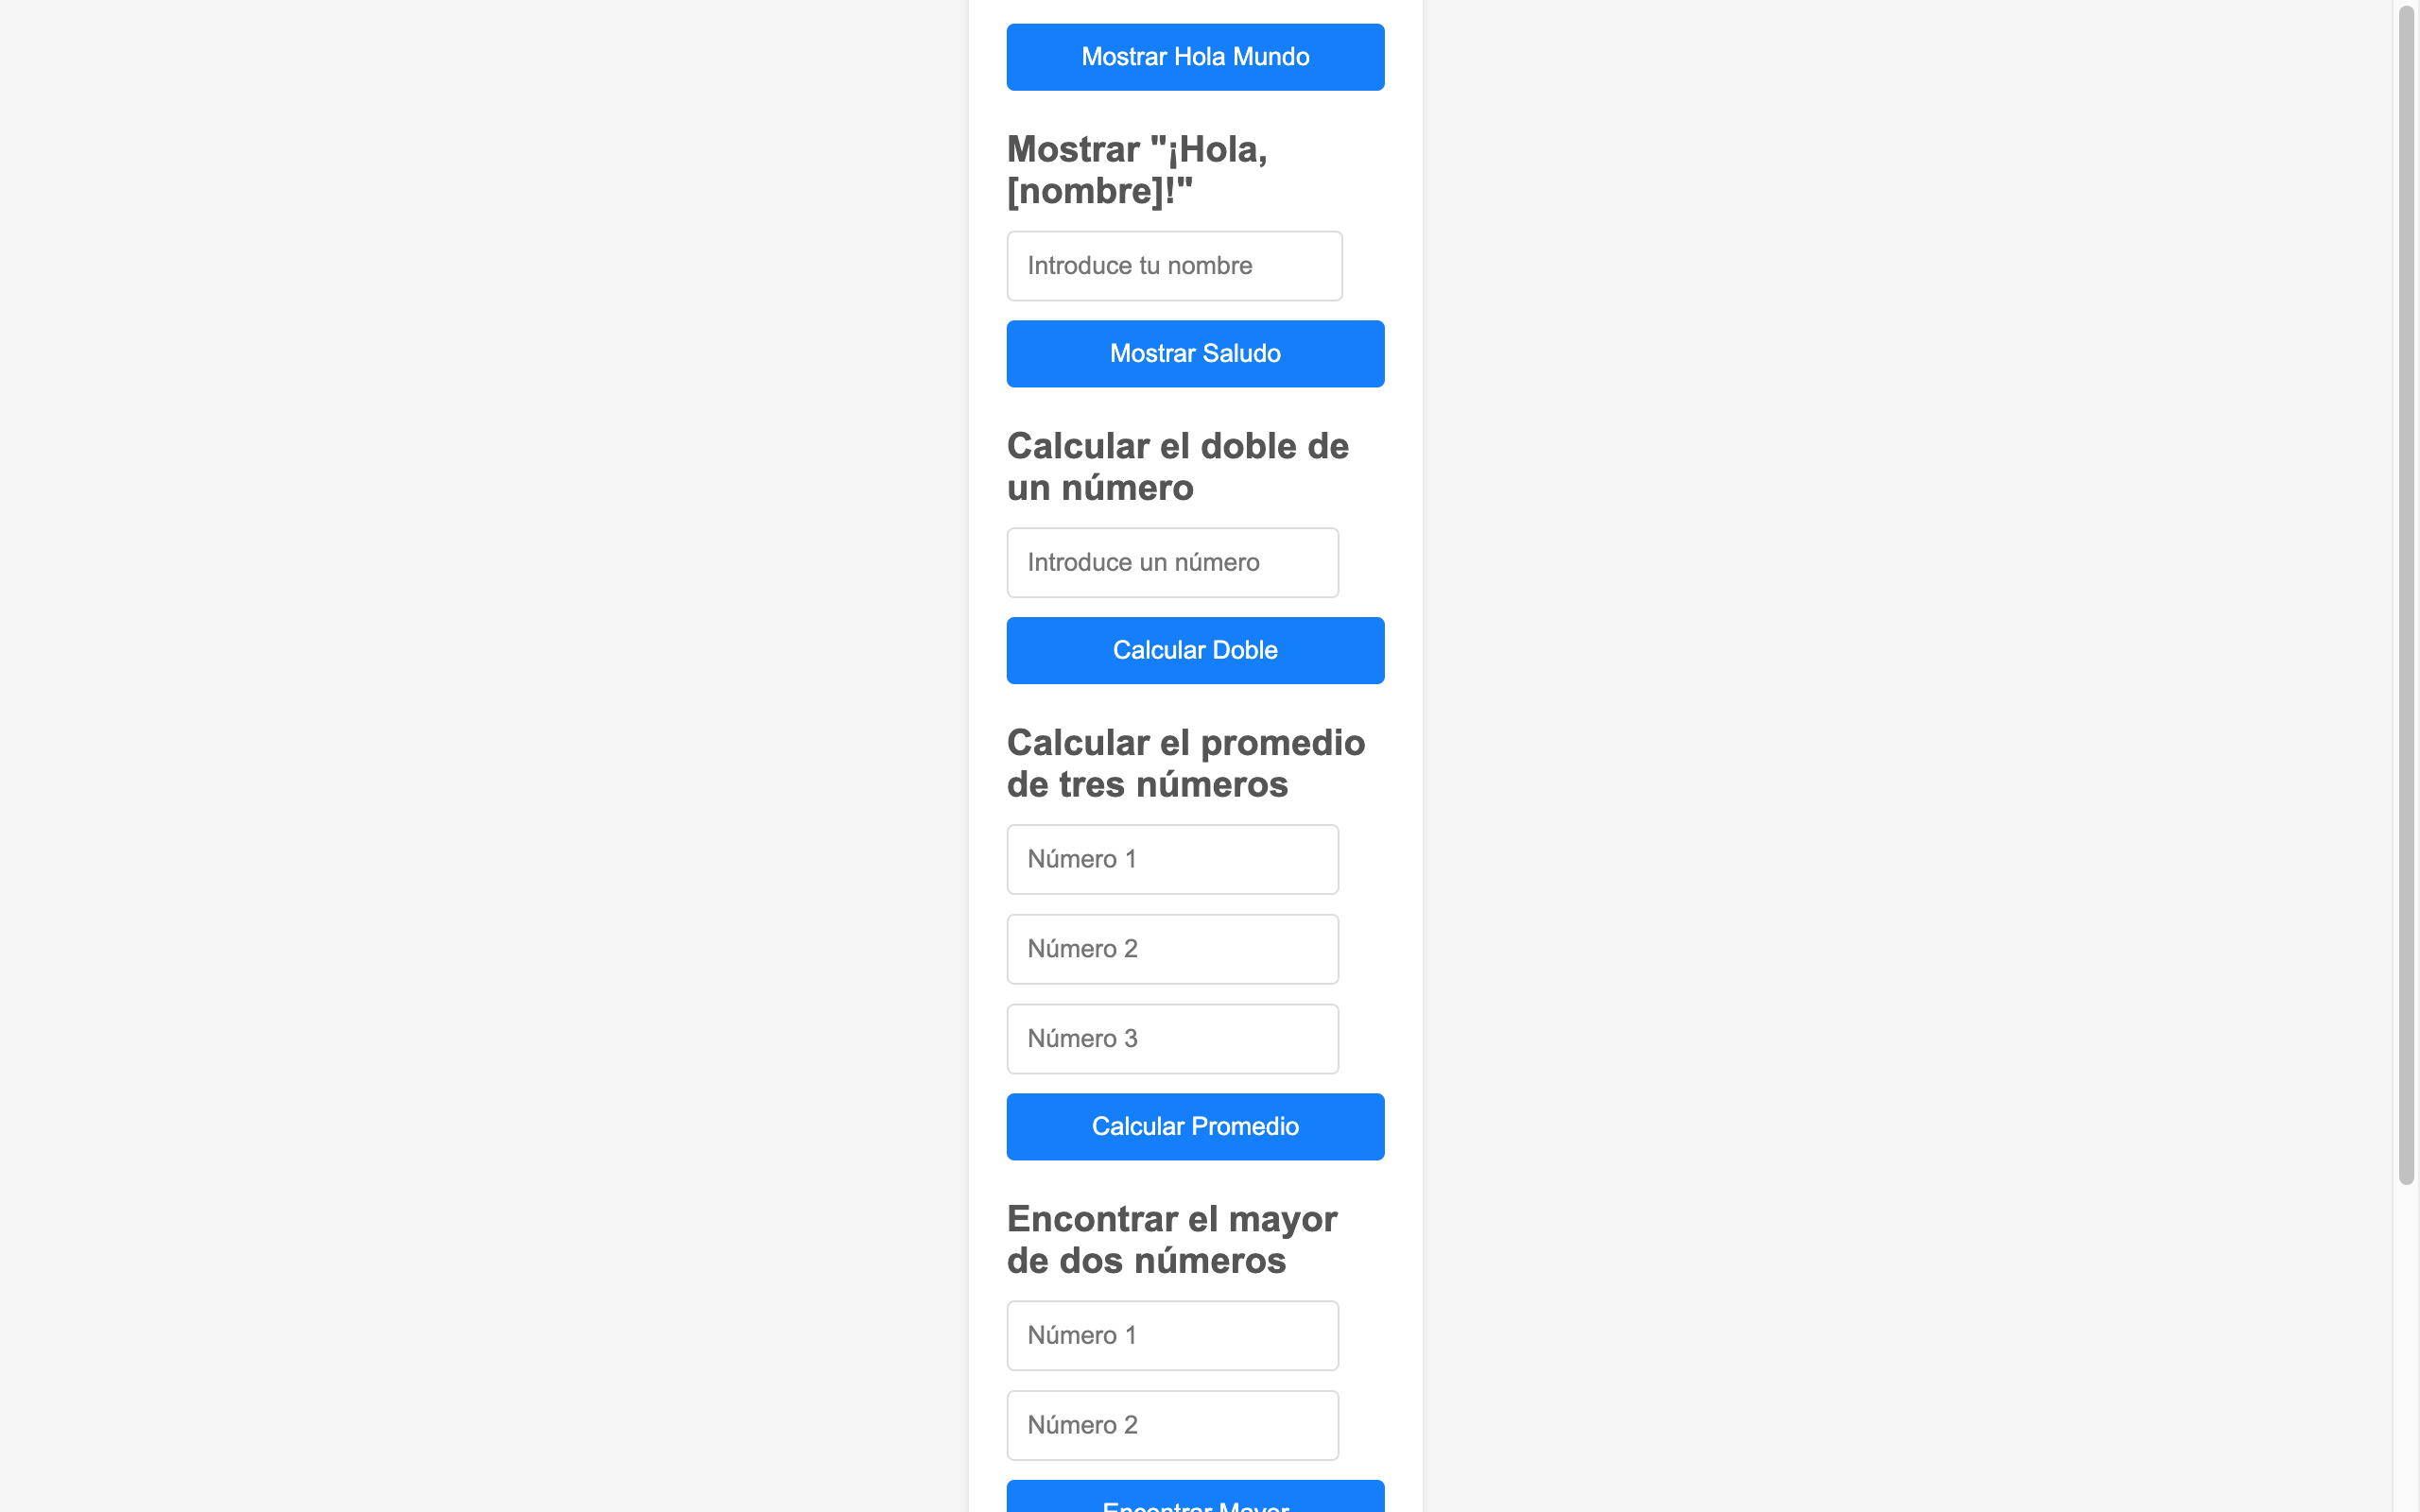 Mostrar Hola Mundo
Mostrar "¡Hola,
[nombre]!"
Introduce tu nombre
Mostrar Saludo
Calcular el doble de
un número
Introduce un número
Calcular Doble
Calcular el promedio
de tres números
Número 1
Número 2
Número 3
Calcular Promedio
Encontrar el mayor
de dos números
Número 1
Número 2
Encontrar Mayor